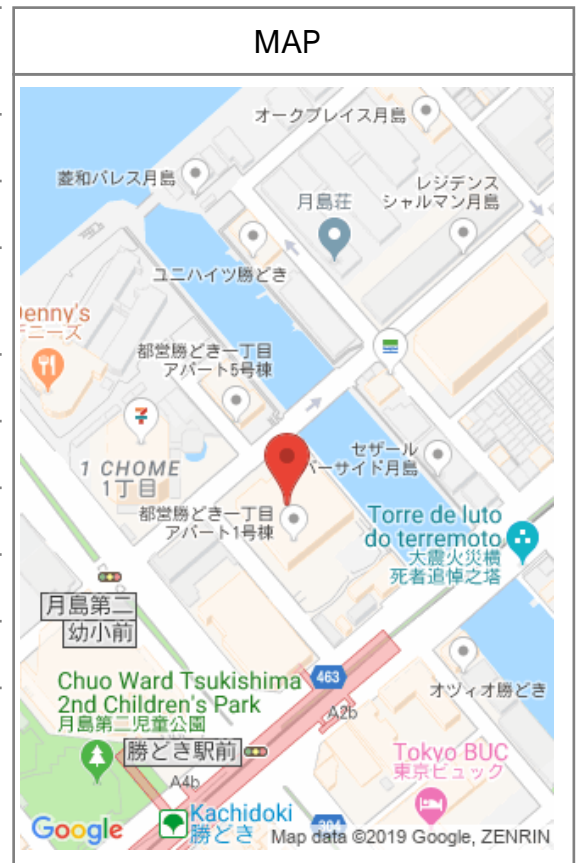 MAP
オークプレイス月島
菱和パレス月島
レジデンス
シャルマン月島
月島荘
ユニハイツ勝どき
enny's
ニーズ
都営勝どき一丁目
アパート5号棟
セザール
バーサイド月島
1 CHOME
1丁目
都営勝どき一丁目
アパート1号棟
Torre de luto
do terremoto
大震火災横
死者追悼之塔
月島第二
幼小前
Chuo Ward Tsukishima
2nd Children's Park
月島第二児童公園
463
A2b
オヅィオ勝どき
勝どき駅前
Tokyo BUC
東京ビュック
A4b
Kachidoki
勝どき
304
Google
Map data ©2019 Google, ZENRIN